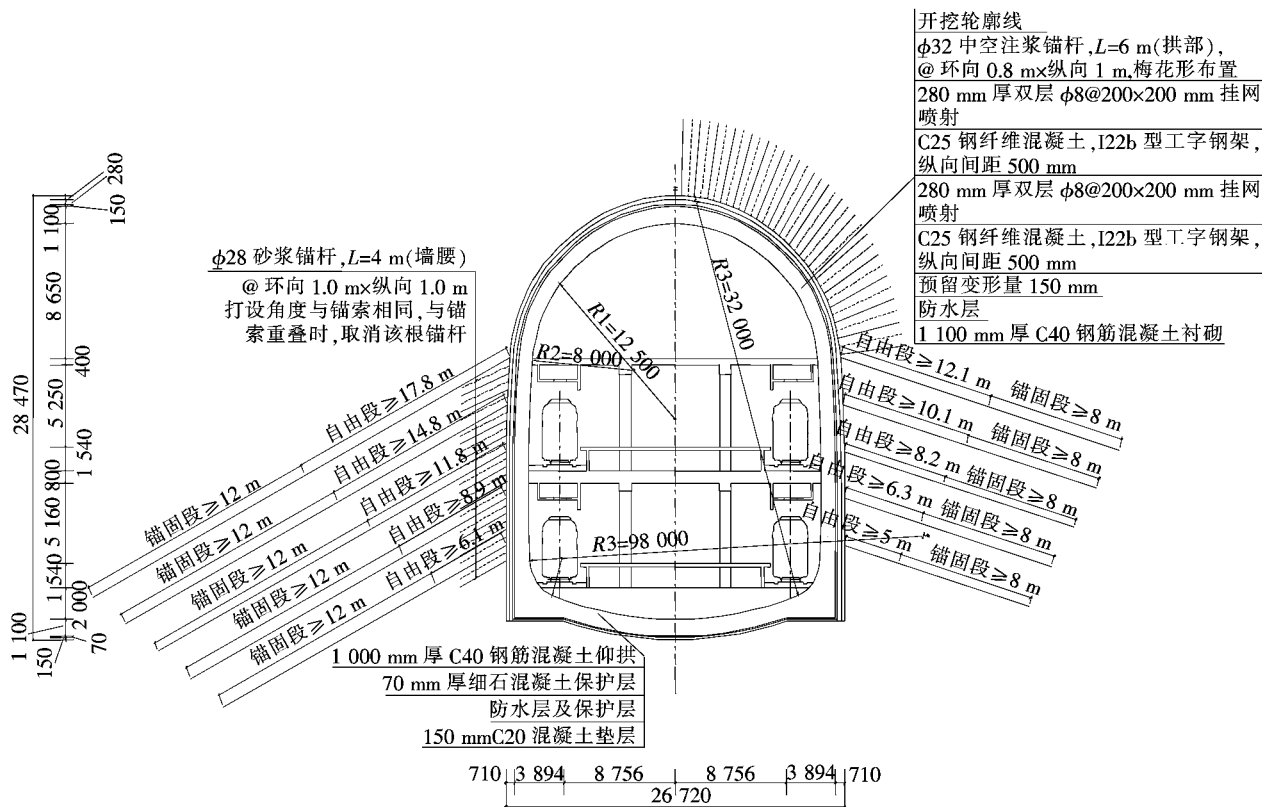 开挖轮廓线
ϕ32 中空注浆锚杆,L=6 m(拱部),
@ 环向 0.8 m×纵向 1 m,梅花形布置
280 mm 厚双层 ϕ8@200×200 mm 挂网
喷射
C25 钢纤维混凝土,I22b 型工字钢架,
纵向间距 500 mm
280 mm 厚双层 ϕ8@200×200 mm 挂网
喷射
C25 钢纤维混凝土,I22b 型工字钢架,
纵向间距 500 mm
预留变形量 150 mm
防水层
1 100 mm 厚 C40 钢筋混凝土衬砌
ϕ28 砂浆锚杆,L=4 m(墙腰)
@ 环向 1.0 m×纵向 1.0 m
打设角度与锚索相同,与锚
索重叠时,取消该根锚杆
280
150
1 100
8 650
400
5 250
1 540
800
5 160
1 540
2 000
1 100
70
150
28 470
R1=12 500
R2=8 000
R3=32 000
R3=98 000
自由段≥17.8 m
锚固段≥12 m
自由段≥14.8 m
锚固段≥12 m
自由段≥11.8 m
锚固段≥12 m
自由段≥8.9 m
锚固段≥12 m
自由段≥6.1 m
锚固段≥12 m
自由段≥12.1 m
锚固段≥8 m
自由段≥10.1 m
锚固段≥8 m
自由段≥8.2 m
锚固段≥8 m
自由段≥6.3 m
锚固段≥8 m
自由段≥5 m
锚固段≥8 m
1 000 mm 厚 C40 钢筋混凝土仰拱
70 mm 厚细石混凝土保护层
防水层及保护层
150 mmC20 混凝土垫层
710 3 894 8 756 8 756 3 894 710
26 720